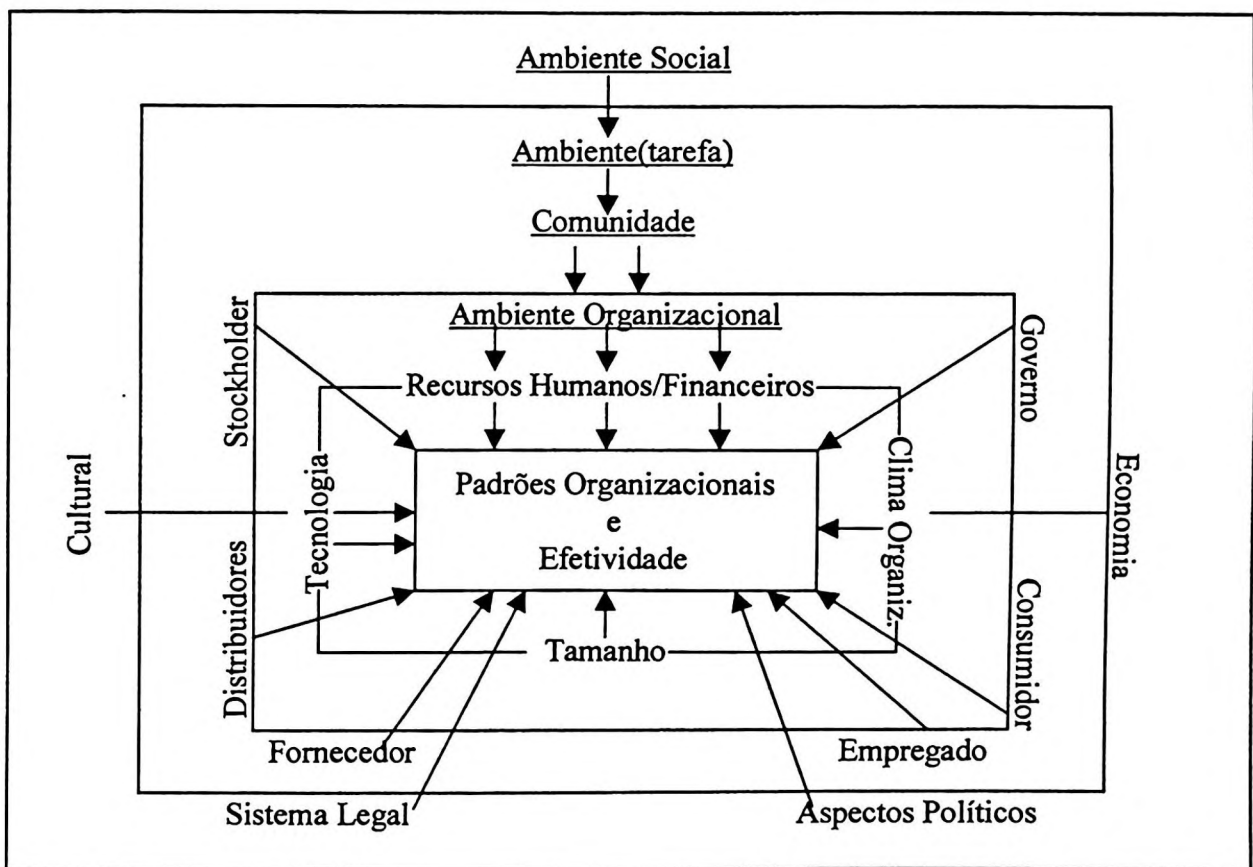 Ambiente Social
Ambiente(tarefa)
Comunidade
Ambiente Organizacional
Stockholder
Governo
Recursos Humanos/Financeiros
Cultural
Tecnologia
Padrões Organizacionais
e
Efetividade
Clima Organiz.
Economia
Distribuidores
Consumidor
Tamanho
Fornecedor
Empregado
Sistema Legal
Aspectos Políticos